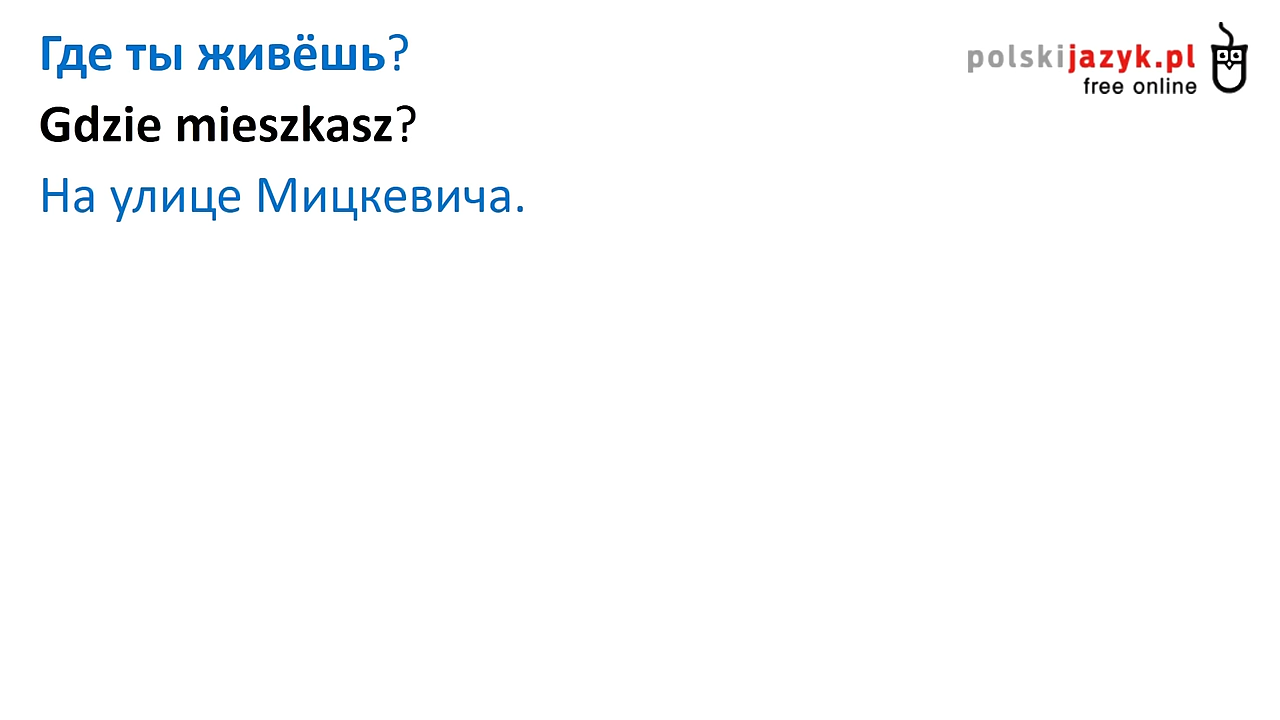 Где ты живёшь?
polskijazyk.pl
free online
Gdzie mieszkasz?
На улице Мицкевича.